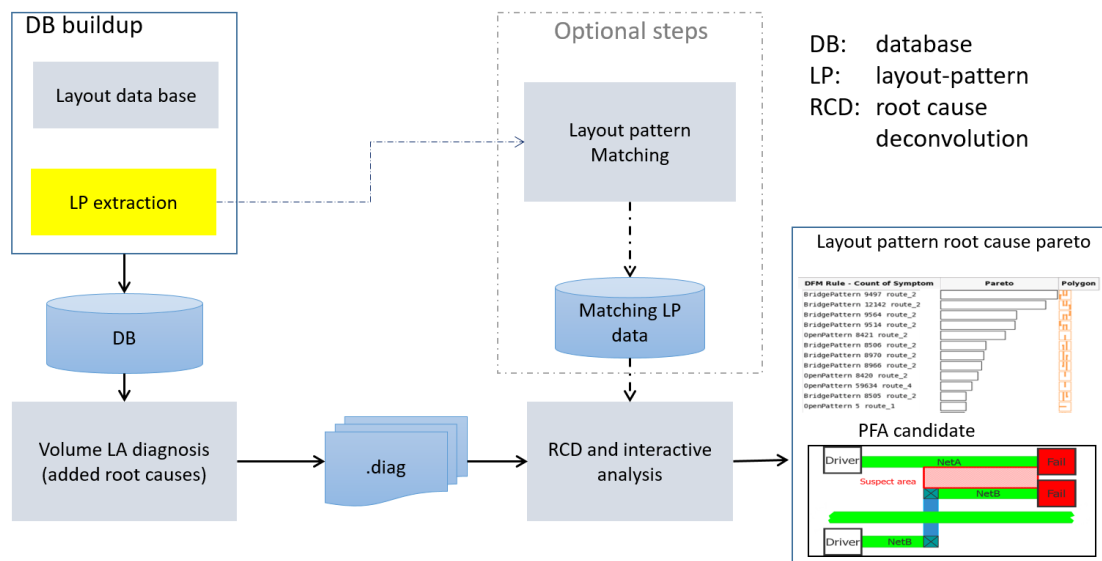 DB buildup
Layout data base
LP extraction
DB
Volume LA diagnosis
(added root causes)
.diag
Optional steps
Layout pattern
Matching
Matching LP
data
RCD and interactive
analysis
DB: database
LP: layout-pattern
RCD: root cause
deconvolution
Layout pattern root cause pareto
DFM Rule - Count of Symptom Pareto Polygon
BridgePattern 9497 route_2
BridgePattern 12142 route_2
BridgePattern 9564 route_2
BridgePattern 9514 route_2
OpenPattern 8421 route_2
BridgePattern 8506 route_2
BridgePattern 8970 route_2
BridgePattern 8966 route_2
OpenPattern 8420 route_2
OpenPattern 59634 route_4
BridgePattern 8505 route_2
OpenPattern 5 route_1
PFA candidate
Driver NetA Fail
Suspect area
NetB Fail
Driver NetB